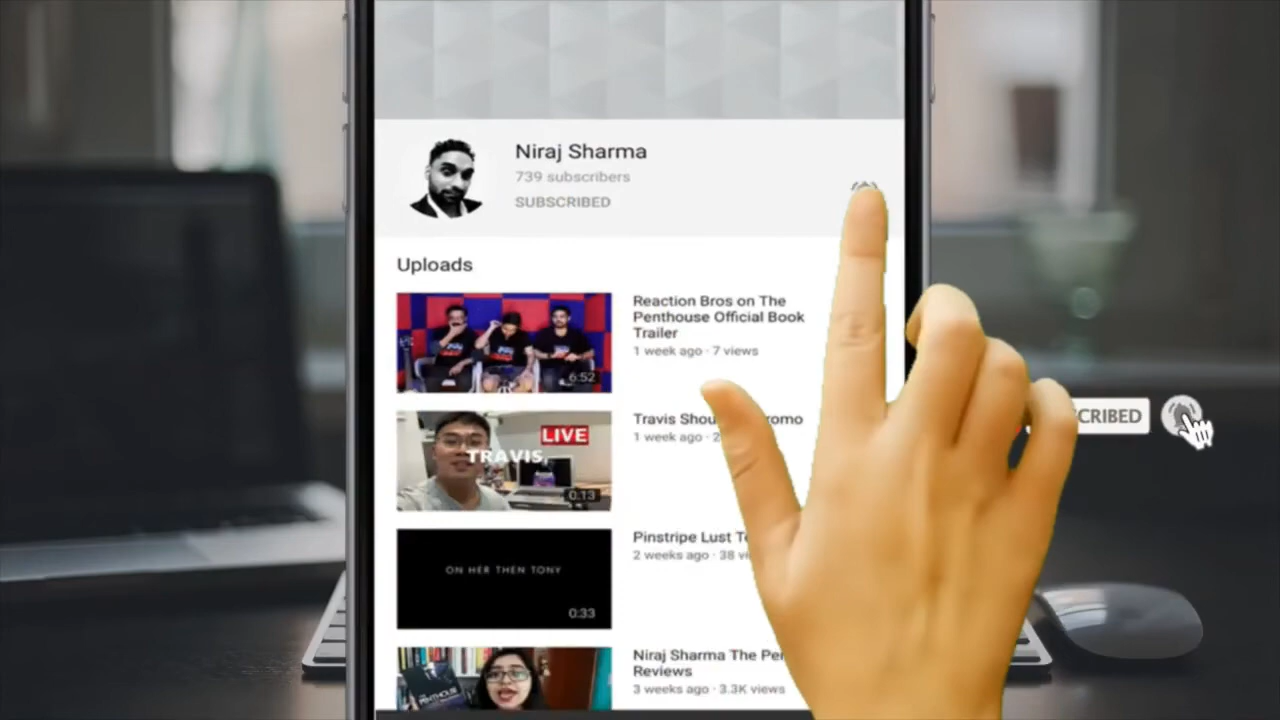 Niraj Sharma
739 subscribers
SUBSCRIBED
Uploads
Reaction Bros on The
Penthouse Official Book
Trailer
1 week ago · 7 views
6:52
LIVE
TRAVIS
0:13
Travis
1 week ago
SCRIBED
Pinstripe Lust
2 weeks ago · 38
ON HER THEN TONY
0:33
Niraj Sharma The
Reviews
3 weeks ago · 3.3K views
PENTHOUSE